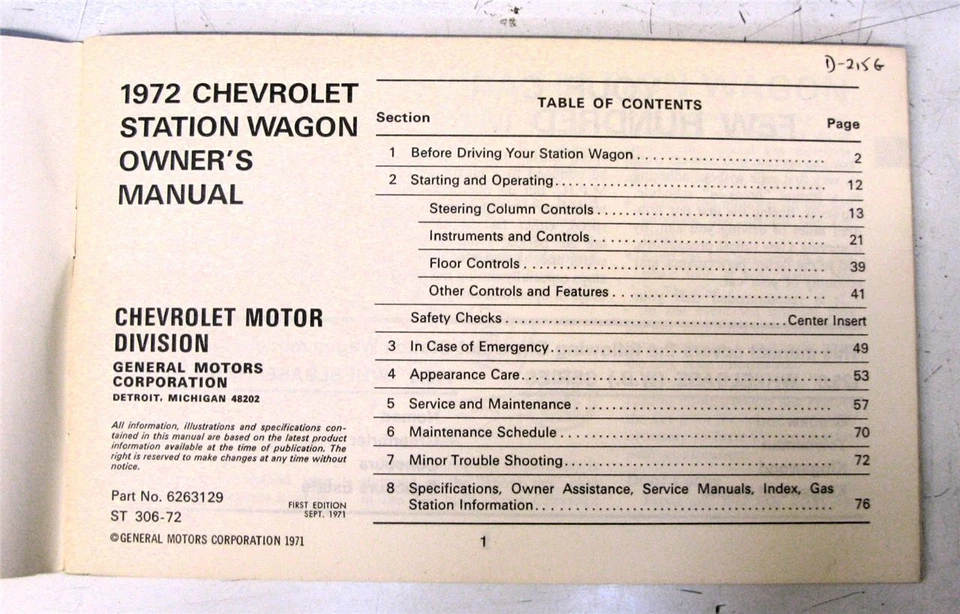 D-215G
1972 CHEVROLET
STATION WAGON
OWNER'S
MANUAL
CHEVROLET MOTOR
DIVISION
GENERAL MOTORS
CORPORATION
DETROIT, MICHIGAN 48202
All information, illustrations and specifications con-
tained in this manual are based on the latest product
information available at the time of publication. The
right is reserved to make changes at any time without
notice.
Part No. 6263129
ST 306-72
FIRST EDITION
SEPT. 1971
©GENERAL MOTORS CORPORATION 1971
TABLE OF CONTENTS
Section Page
1 Before Driving Your Station Wagon . . . . . . . . . . . . . . . . . . . . . . . . . . 2
2 Starting and Operating . . . . . . . . . . . . . . . . . . . . . . . . . . . . . . . . . . . . . 12
Steering Column Controls . . . . . . . . . . . . . . . . . . . . . . . . . . . . . . . . 13
Instruments and Controls . . . . . . . . . . . . . . . . . . . . . . . . . . . . . . . . 21
Floor Controls . . . . . . . . . . . . . . . . . . . . . . . . . . . . . . . . . . . . . . . . . . 39
Other Controls and Features . . . . . . . . . . . . . . . . . . . . . . . . . . . . . . 41
Safety Checks . . . . . . . . . . . . . . . . . . . . . . . . . . . . . . . . . . . . . . . . Center Insert
3 In Case of Emergency . . . . . . . . . . . . . . . . . . . . . . . . . . . . . . . . . . . . . . 49
4 Appearance Care . . . . . . . . . . . . . . . . . . . . . . . . . . . . . . . . . . . . . . . . . . 53
5 Service and Maintenance . . . . . . . . . . . . . . . . . . . . . . . . . . . . . . . . . . . 57
6 Maintenance Schedule . . . . . . . . . . . . . . . . . . . . . . . . . . . . . . . . . . . . . 70
7 Minor Trouble Shooting . . . . . . . . . . . . . . . . . . . . . . . . . . . . . . . . . . . . 72
8 Specifications, Owner Assistance, Service Manuals, Index, Gas
Station Information . . . . . . . . . . . . . . . . . . . . . . . . . . . . . . . . . . . . . . . . . 76
1